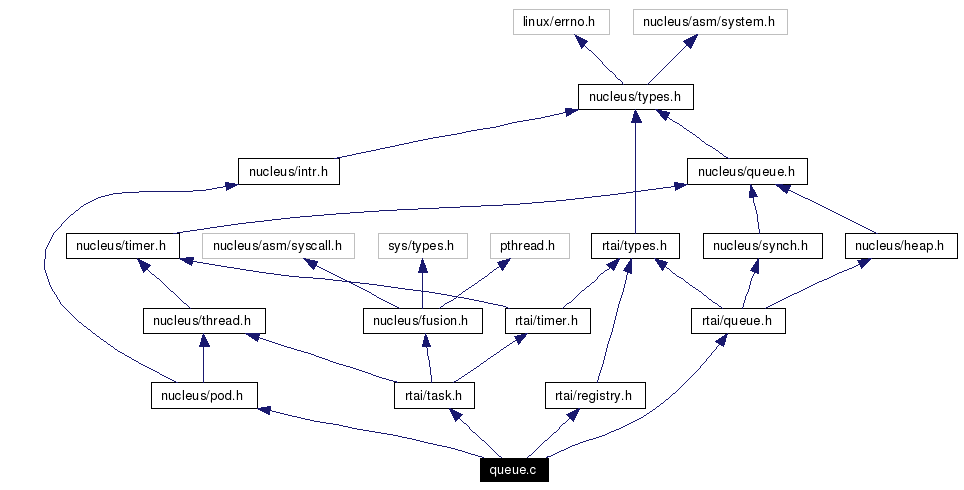 linux/errno.h
nucleus/asm/system.h
nucleus/types.h
nucleus/intr.h
nucleus/queue.h
nucleus/timer.h
nucleus/asm/syscall.h
sys/types.h
pthread.h
rtai/types.h
nucleus/synch.h
nucleus/heap.h
nucleus/thread.h
nucleus/fusion.h
rtai/timer.h
rtai/queue.h
nucleus/pod.h
rtai/task.h
rtai/registry.h
queue.c